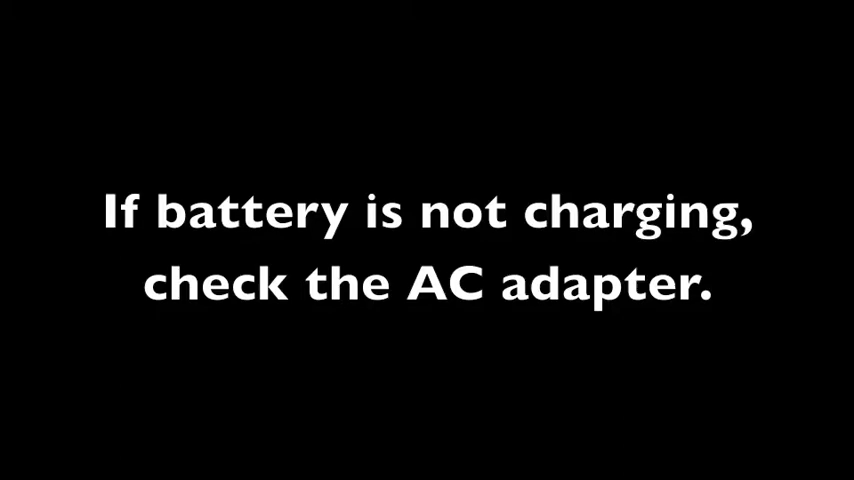 If battery is not charging,
check the AC adapter.